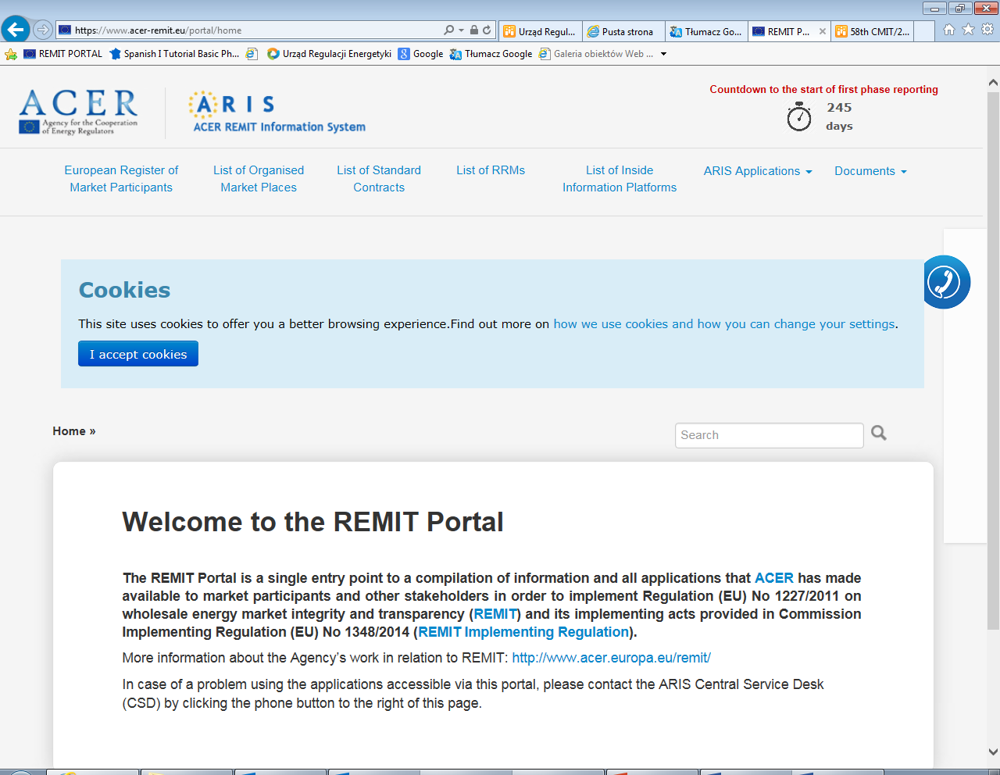 https://www.acer-remit.eu/portal/home
Urząd Regul...
Pusta strona
Tłumacz Go...
REMIT P...
58th CMIT/2...
REMIT PORTAL
Spanish I Tutorial Basic Ph...
Urząd Regulacji Energetyki
Google
Tłumacz Google
Galeria obiektów Web ...
ACER
Agency for the Cooperation
of Energy Regulators
ARIS
ACER REMIT Information System
Countdown to the start of first phase reporting
245
days
European Register of
Market Participants
List of Organised
Market Places
List of Standard
Contracts
List of RRMs
List of Inside
Information Platforms
ARIS Applications
Documents
Cookies
This site uses cookies to offer you a better browsing experience.Find out more on how we use cookies and how you can change your settings.
I accept cookies
Home »
Search
Welcome to the REMIT Portal
The REMIT Portal is a single entry point to a compilation of information and all applications that ACER has made
available to market participants and other stakeholders in order to implement Regulation (EU) No 1227/2011 on
wholesale energy market integrity and transparency (REMIT) and its implementing acts provided in Commission
Implementing Regulation (EU) No 1348/2014 (REMIT Implementing Regulation).
More information about the Agency’s work in relation to REMIT: http://www.acer.europa.eu/remit/
In case of a problem using the applications accessible via this portal, please contact the ARIS Central Service Desk
(CSD) by clicking the phone button to the right of this page.